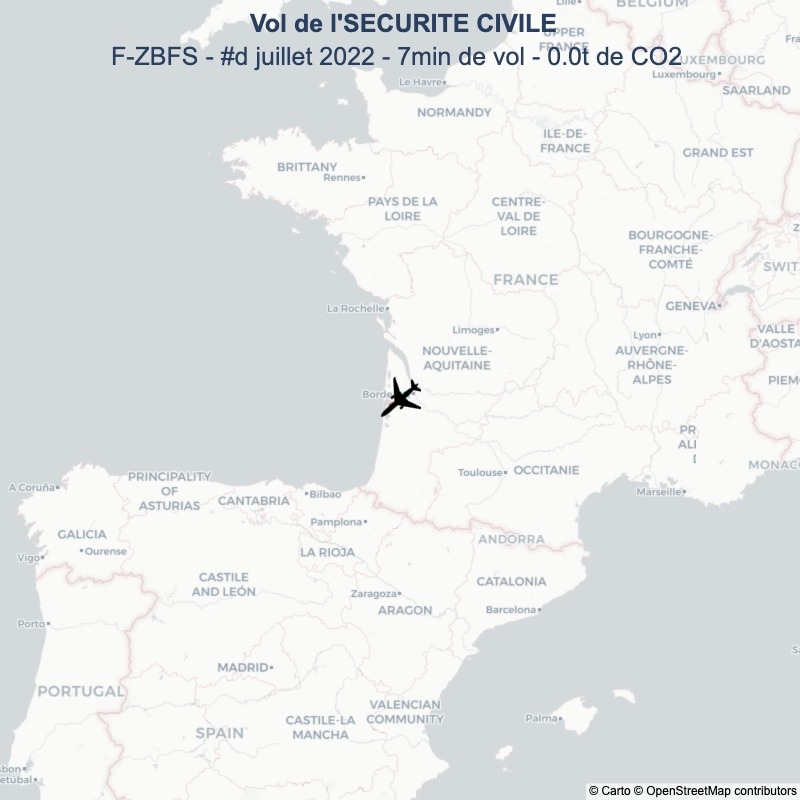 Vol de l'SECURITE CIVILE
F-ZBFS - #d juillet 2022 - 7min de vol - 0.0t de CO2
Lille
BELGIUM
UPPER
FRANCE
LUXEMBOURG
Luxembourg
Le Havre
SAARLAND
NORMANDY
ILE-DE-
FRANCE
GRAND EST
BRITTANY
Rennes
PAYS DE LA
LOIRE
CENTRE-
VAL DE
LOIRE
BOURGOGNE-
FRANCHE-
COMTÉ
SWIT
FRANCE
GENEVA
La Rochelle
Limoges
Lyon
VALLE
D'AOSTA
NOUVELLE-
AQUITAINE
AUVERGNE-
RHÔNE-
ALPES
PIEM
Borde
PR
AL
Toulouse
OCCITANIE
MONACO
Marseille
A Coruña
PRINCIPALITY
OF
ASTURIAS
CANTABRIA
Bilbao
Pamplona
GALICIA
Ourense
Vigo
LA RIOJA
ANDORRA
CASTILE
AND LEÓN
CATALONIA
Zaragoza
ARAGON
Barcelona
Porto
MADRID
PORTUGAL
VALENCIAN
COMMUNITY
Palma
SPAIN
CASTILE-LA
MANCHA
sbon
etubal
© Carto © OpenStreetMap contributors